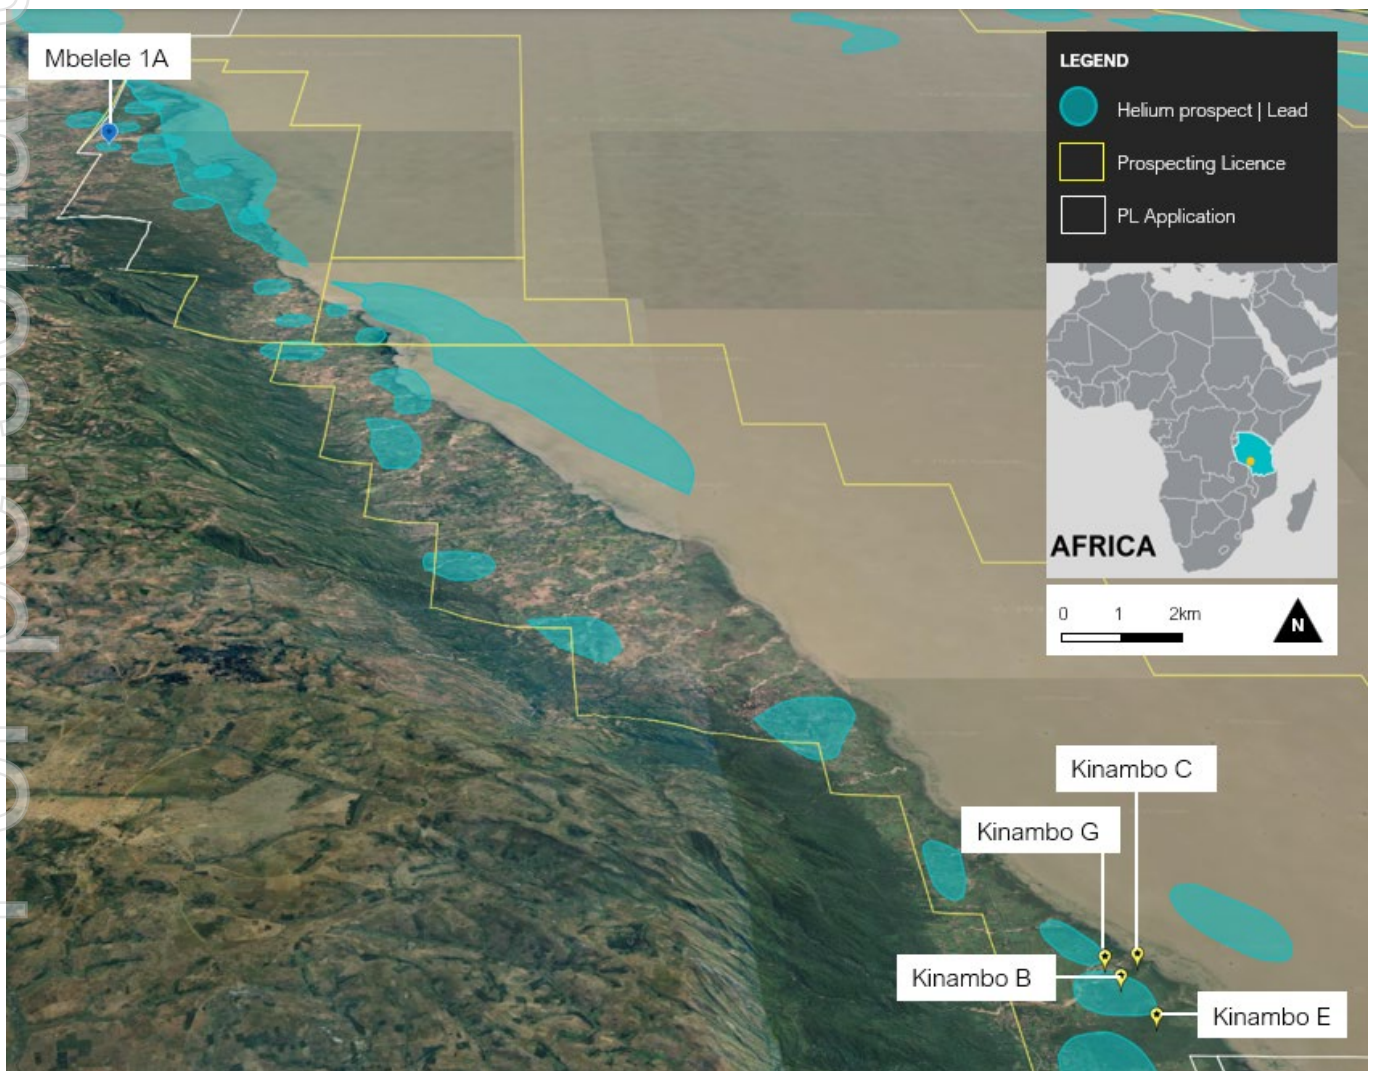 Mbelele 1A
LEGEND
Helium prospect | Lead
Prospecting Licence
PL Application
AFRICA
0 1 2km
N
Kinambo C
Kinambo G
Kinambo B
Kinambo E